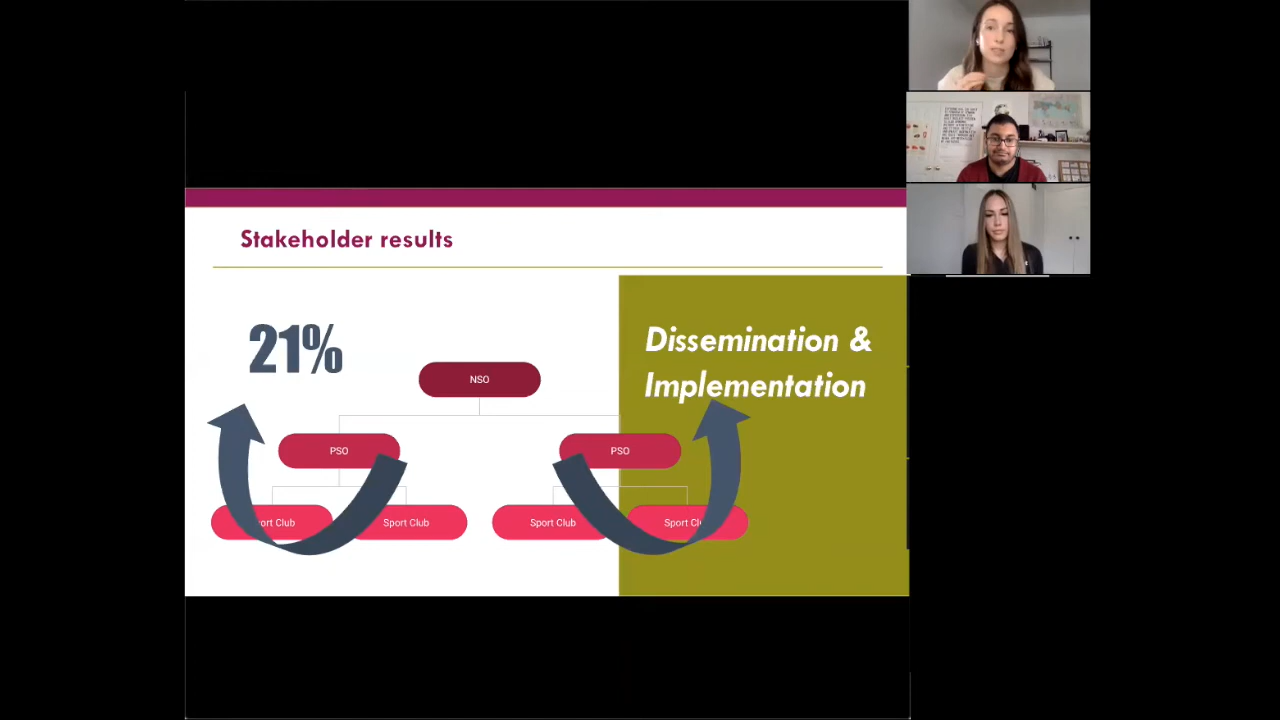 Stakeholder results
21%
Dissemination &
Implementation
NSO
PSO
PSO
Sport Club
Sport Club
Sport Club